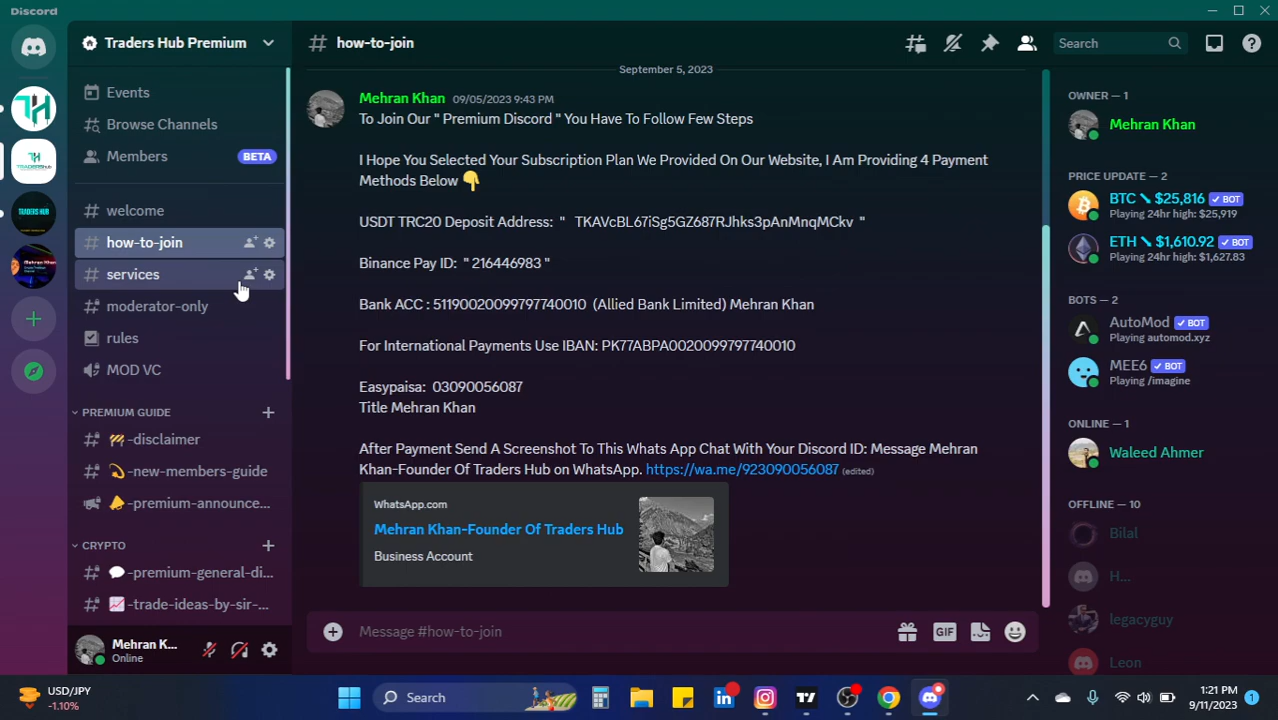 Discord
Traders Hub Premium
# how-to-join
Search
Events
Browse Channels
Members
BETA
welcome
how-to-join
services
moderator-only
rules
MOD VC
PREMIUM GUIDE
🚧-disclaimer
💫-new-members-guide
🔔-premium-announce...
CRYPTO
💬-premium-general-di...
📈-trade-ideas-by-sir-...
Mehran K...
Online
September 5, 2023
Mehran Khan 09/05/2023 9:43 PM
To Join Our " Premium Discord " You Have To Follow Few Steps
I Hope You Selected Your Subscription Plan We Provided On Our Website, I Am Providing 4 Payment
Methods Below 👇
USDT TRC20 Deposit Address: " TKAVcBL67iSg5GZ687RJhks3pAnMnqMCkv "
Binance Pay ID: " 216446983 "
Bank ACC : 51190020099797740010 (Allied Bank Limited) Mehran Khan
For International Payments Use IBAN: PK77ABPA0020099797740010
Easypaisa: 03090056087
Title Mehran Khan
After Payment Send A Screenshot To This Whats App Chat With Your Discord ID: Message Mehran
Khan-Founder Of Traders Hub on WhatsApp. https://wa.me/923090056087 (edited)
WhatsApp.com
Mehran Khan-Founder Of Traders Hub
Business Account
Message #how-to-join
GIF
OWNER — 1
Mehran Khan
PRICE UPDATE — 2
BTC ⬊ $25,816 ✓ BOT
Playing 24hr high: $25,919
ETH ⬊ $1,610.92 ✓ BOT
Playing 24hr high: $1,627.83
BOTS — 2
AutoMod ✓ BOT
Playing automod.xyz
MEE6 ✓ BOT
Playing /imagine
ONLINE — 1
Waleed Ahmer
OFFLINE — 10
Bilal
H...
legacyguy
Leon
USD/JPY
-1.10%
Search
1:21 PM
9/11/2023
1